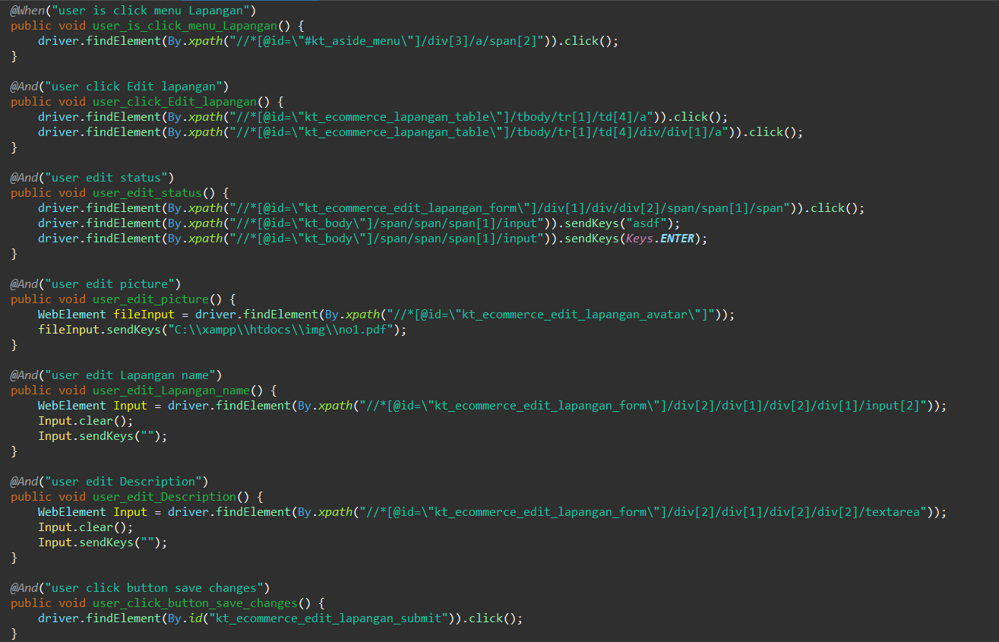 @When("user is click menu Lapangan")
public void user_is_click_menu_Lapangan() {
    driver.findElement(By.xpath("//*[@id=\"#kt_aside_menu\"]/div[3]/a/span[2]")).click();
}

@And("user click Edit lapangan")
public void user_click_Edit_lapangan() {
    driver.findElement(By.xpath("//*[@id=\"kt_ecommerce_lapangan_table\"]/tbody/tr[1]/td[4]/a")).click();
    driver.findElement(By.xpath("//*[@id=\"kt_ecommerce_lapangan_table\"]/tbody/tr[1]/td[4]/div/div[1]/a")).click();
}

@And("user edit status")
public void user_edit_status() {
    driver.findElement(By.xpath("//*[@id=\"kt_ecommerce_edit_lapangan_form\"]/div[1]/div/div[2]/span/span[1]/span")).click();
    driver.findElement(By.xpath("//*[@id=\"kt_body\"]/span/span/span[1]/input")).sendKeys("asdf");
    driver.findElement(By.xpath("//*[@id=\"kt_body\"]/span/span/span[1]/input")).sendKeys(Keys.ENTER);
}

@And("user edit picture")
public void user_edit_picture() {
    WebElement fileInput = driver.findElement(By.xpath("//*[@id=\"kt_ecommerce_edit_lapangan_avatar\"]"));
    fileInput.sendKeys("C:\\xampp\\htdocs\\img\\no1.pdf");
}

@And("user edit Lapangan name")
public void user_edit_Lapangan_name() {
    WebElement Input = driver.findElement(By.xpath("//*[@id=\"kt_ecommerce_edit_lapangan_form\"]/div[2]/div[1]/div[2]/div[1]/input[2]"));
    Input.clear();
    Input.sendKeys("");
}

@And("user edit Description")
public void user_edit_Description() {
    WebElement Input = driver.findElement(By.xpath("//*[@id=\"kt_ecommerce_edit_lapangan_form\"]/div[2]/div[1]/div[2]/div[2]/textarea"));
    Input.clear();
    Input.sendKeys("");
}

@And("user click button save changes")
public void user_click_button_save_changes() {
    driver.findElement(By.id("kt_ecommerce_edit_lapangan_submit")).click();
}